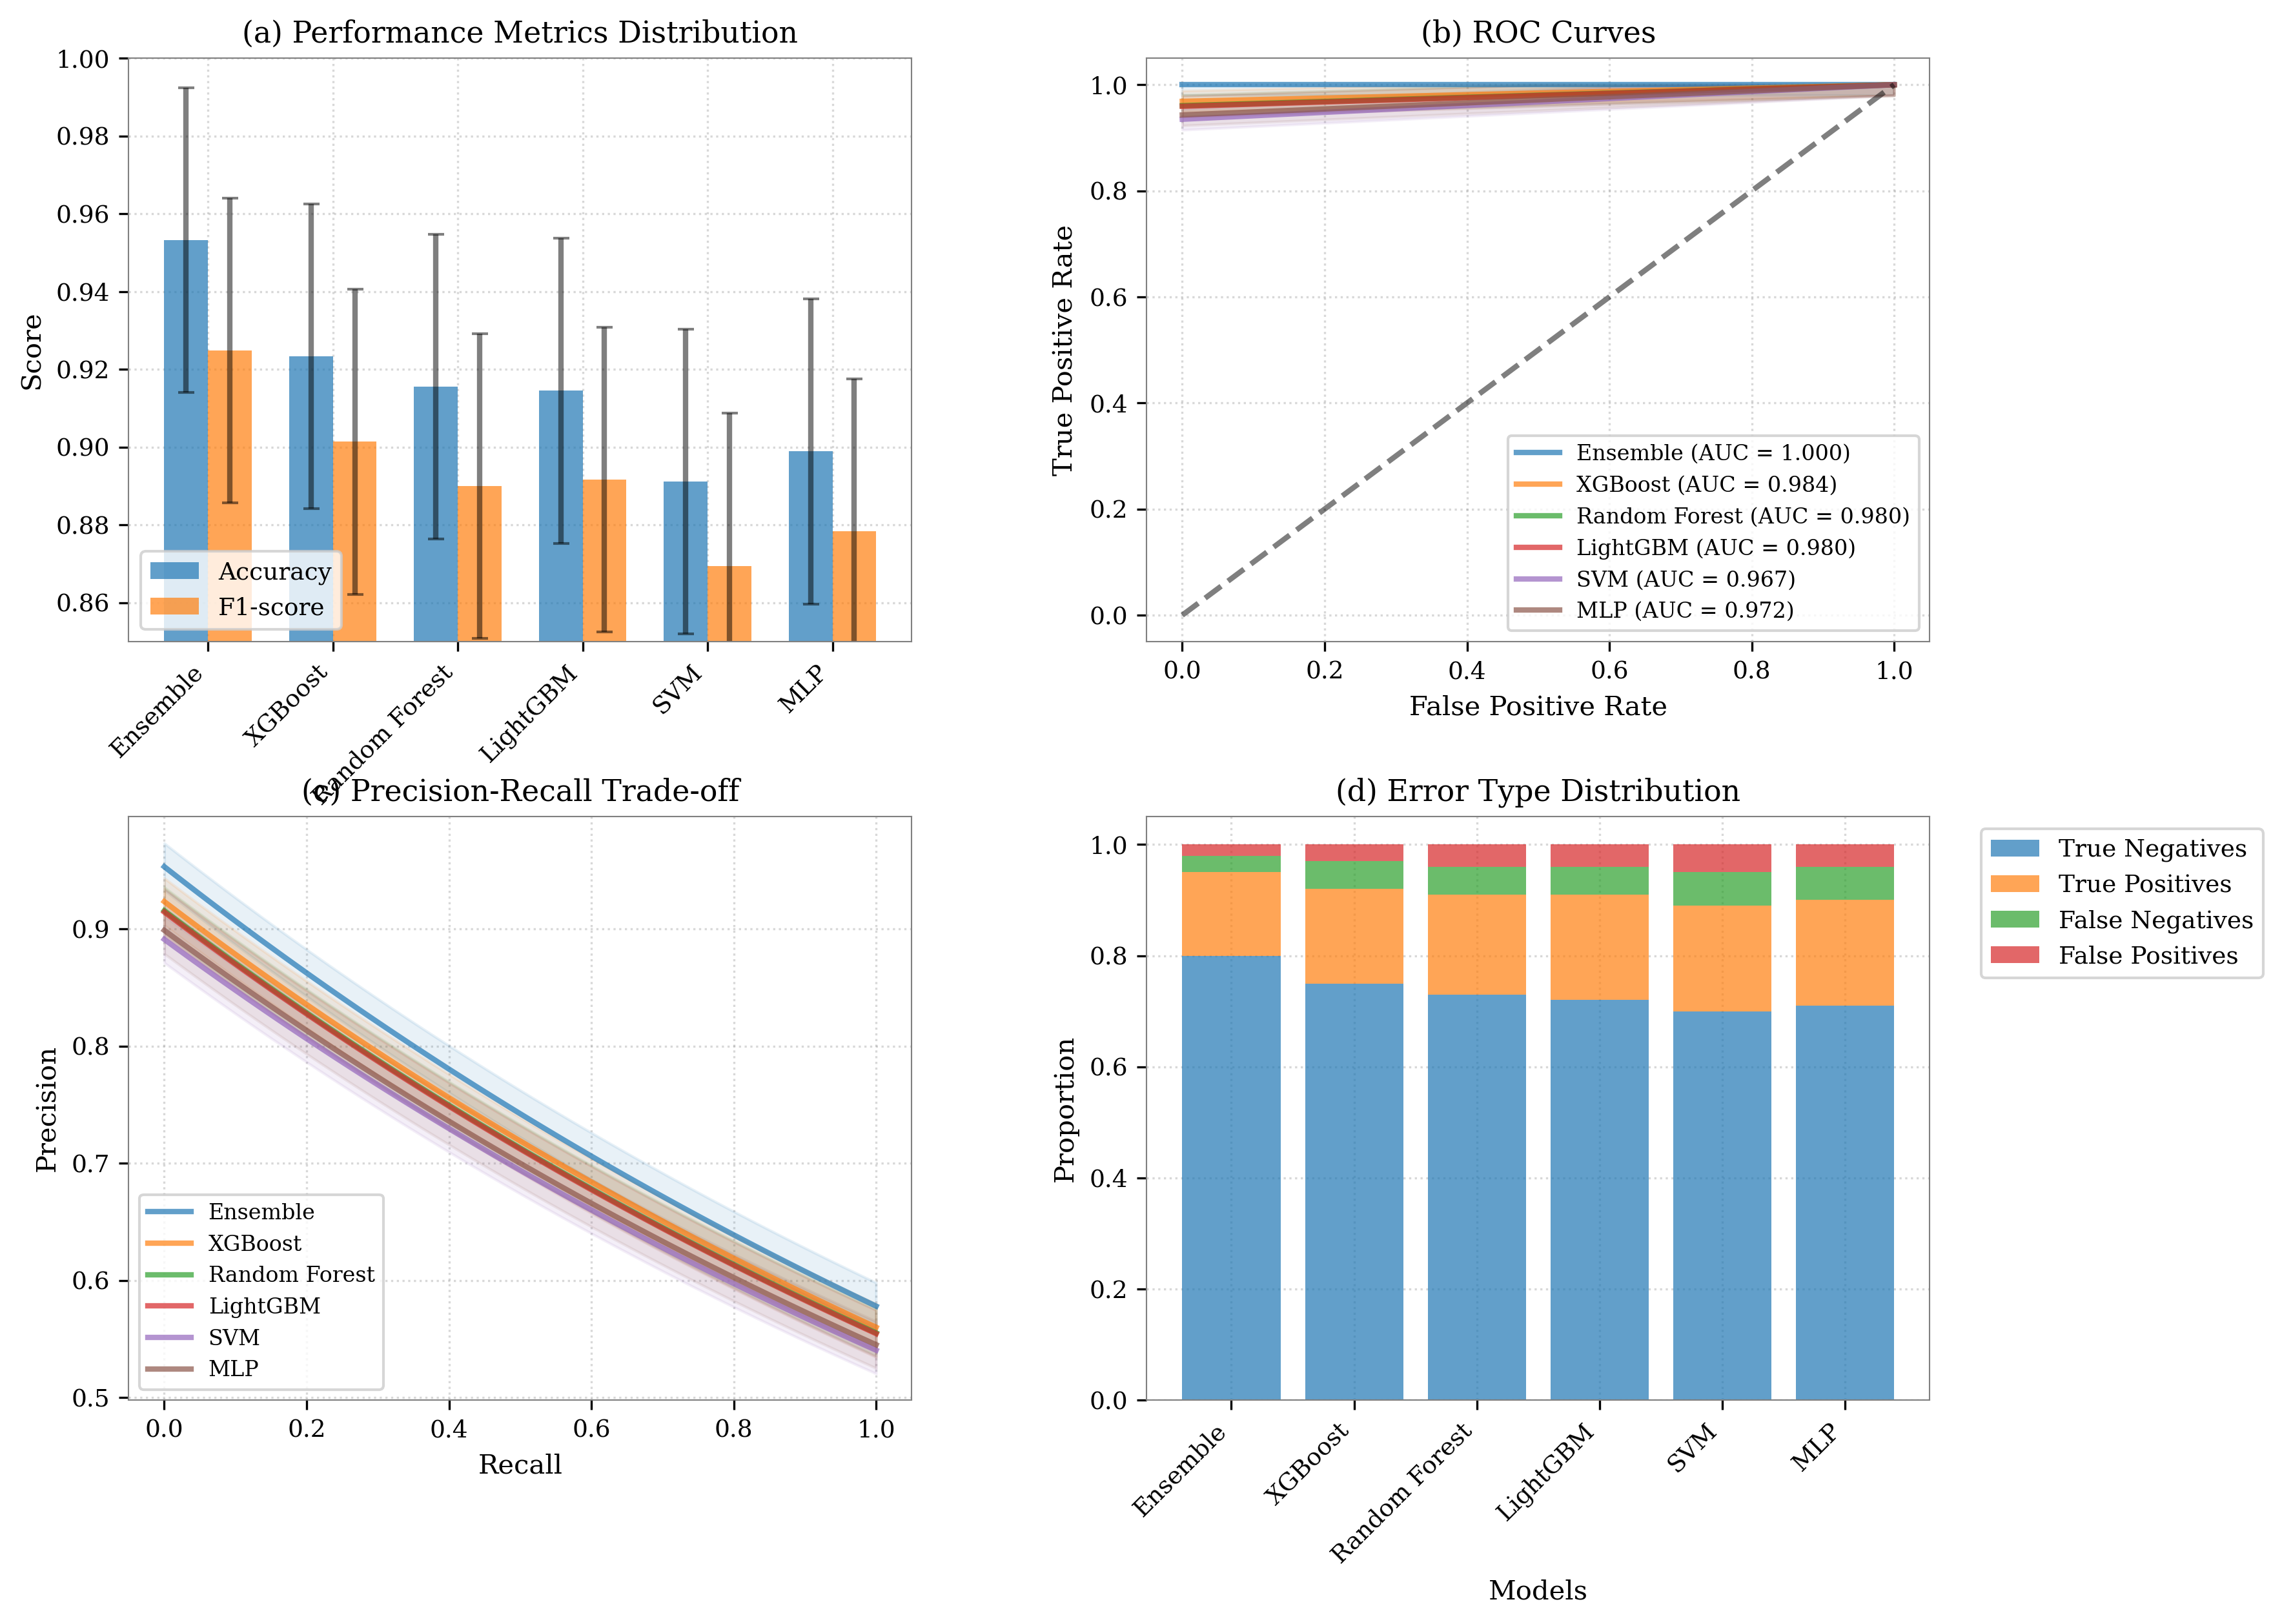 (a) Performance Metrics Distribution
1.00
0.98
0.96
0.94
0.92
0.90
0.88
0.86
Score
Accuracy
F1-score
Ensemble
XGBoost
Random Forest
LightGBM
SVM
MLP
(b) ROC Curves
1.0
0.8
0.6
0.4
0.2
0.0
True Positive Rate
Ensemble (AUC = 1.000)
XGBoost (AUC = 0.984)
Random Forest (AUC = 0.980)
LightGBM (AUC = 0.980)
SVM (AUC = 0.967)
MLP (AUC = 0.972)
0.0 0.2 0.4 0.6 0.8 1.0
False Positive Rate
(c) Precision-Recall Trade-off
0.9
0.8
0.7
0.6
0.5
Precision
Ensemble
XGBoost
Random Forest
LightGBM
SVM
MLP
0.0 0.2 0.4 0.6 0.8 1.0
Recall
(d) Error Type Distribution
1.0
0.8
0.6
0.4
0.2
0.0
Proportion
True Negatives
True Positives
False Negatives
False Positives
Ensemble
XGBoost
Random Forest
LightGBM
SVM
MLP
Models